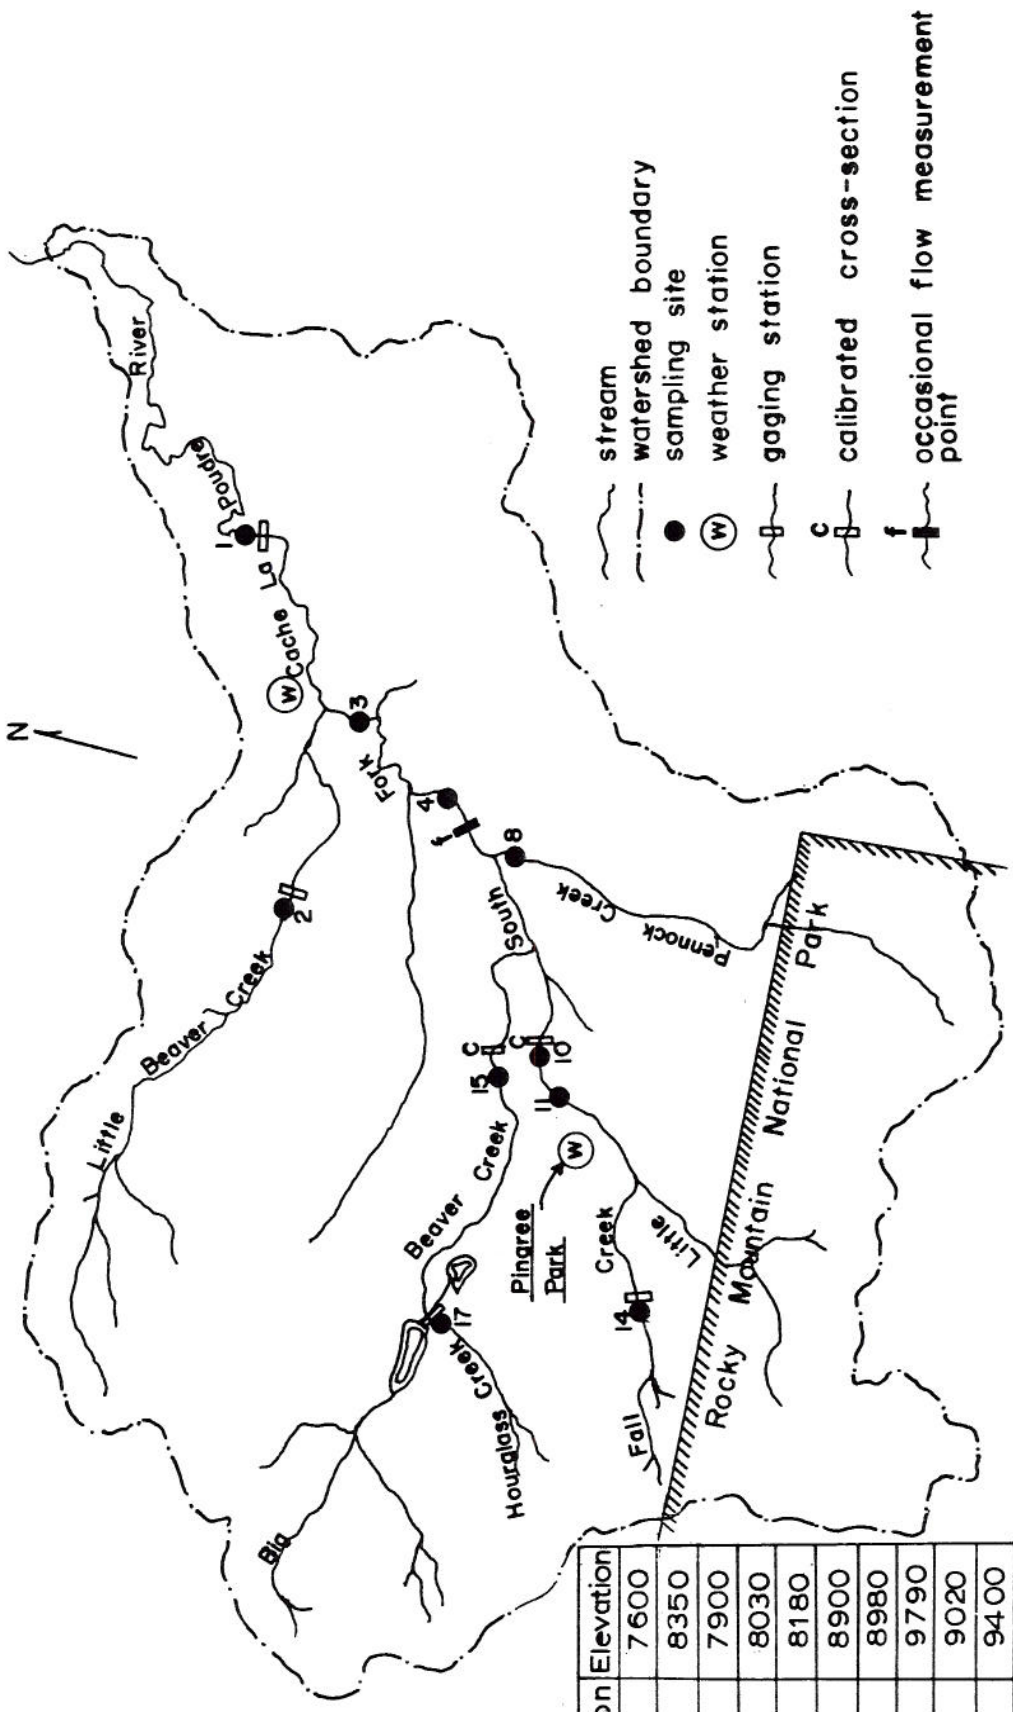 N
River
Poudre
La
Cache
W
1
3
Fork
4
f
8
South
Creek
Pennock
2
Creek
Beaver
Little
C
15
C
10
11
W
Pingree
Park
Creek
Beaver
Big
17
Creek
Hourglass
Creek
14
Fall
Little
Rocky Mountain National Park
stream
watershed boundary
sampling site
W weather station
gaging station
c calibrated cross-section
f occasional flow measurement
point
on Elevation
7600
8350
7900
8030
8180
8900
8980
9790
9020
9400